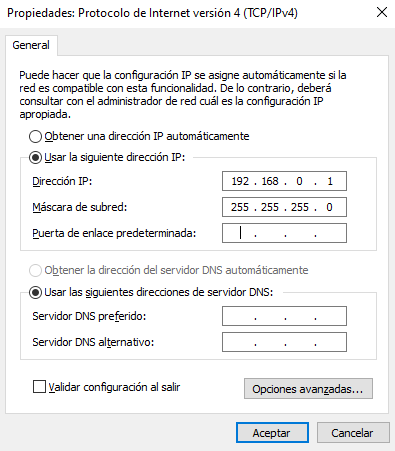 Propiedades: Protocolo de Internet versión 4 (TCP/IPv4)
General
Puede hacer que la configuración IP se asigne automáticamente si la
red es compatible con esta funcionalidad. De lo contrario, deberá
consultar con el administrador de red cuál es la configuración IP
apropiada.
Obtener una dirección IP automáticamente
Usar la siguiente dirección IP:
Dirección IP: 192 . 168 . 0 . 1
Máscara de subred: 255 . 255 . 255 . 0
Puerta de enlace predeterminada: . . .
Obtener la dirección del servidor DNS automáticamente
Usar las siguientes direcciones de servidor DNS:
Servidor DNS preferido: . . .
Servidor DNS alternativo: . . .
Validar configuración al salir
Opciones avanzadas...
Aceptar Cancelar